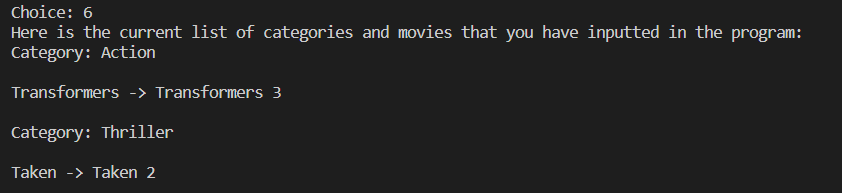 Choice: 6
Here is the current list of categories and movies that you have inputted in the program:
Category: Action
Transformers -> Transformers 3
Category: Thriller
Taken -> Taken 2